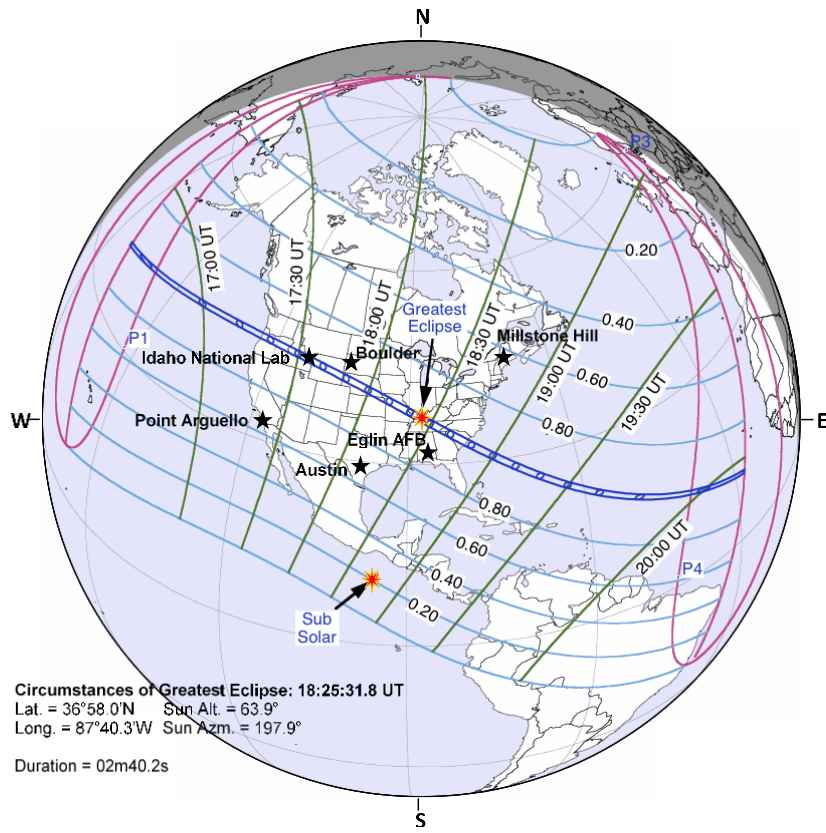 N
P3
0.20
17:00 UT
17:30 UT
18:00 UT
Greatest
Eclipse
18:30 UT
0.40
Millstone Hill
P1
Idaho National Lab
Boulder
19:00 UT
0.60
19:30 UT
W
Point Arguello
0.80
E
Eglin AFB
Austin
0.80
0.60
20:00 UT
0.40
P4
0.20
Sub
Solar
Circumstances of Greatest Eclipse: 18:25:31.8 UT
Lat. = 36°58.0'N Sun Alt. = 63.9°
Long. = 87°40.3'W Sun Azm. = 197.9°
Duration = 02m40.2s
S